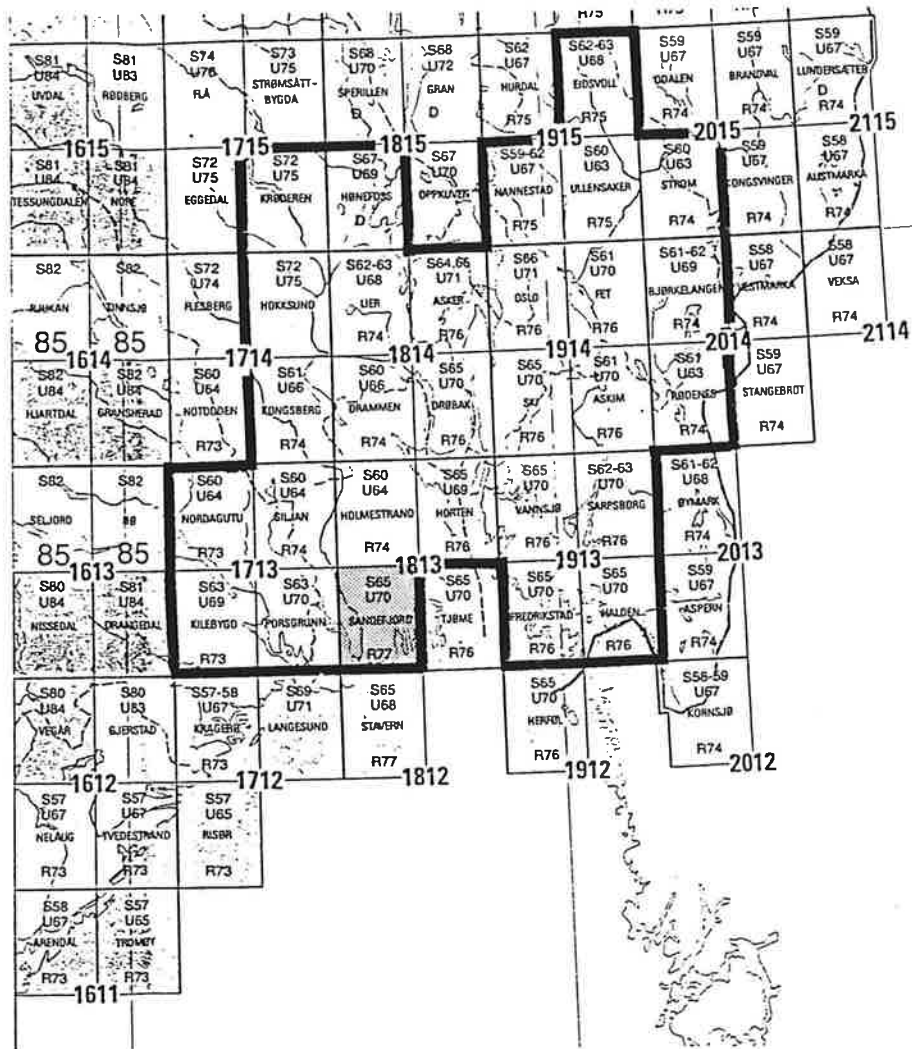 R75
S81
U84
UVDAL
S81
U83
RØDBERG
S74
U76
FLÅ
S73
U75
STRØMSÅTT-
BYGDA
S68
U70
SPERILLEN
D
S68
U72
GRAN
D
S62
U67
HURDAL
S62-63
U68
EIDSVOLL
R75
S59
U67
ODALEN
R74
S59
U67
BRANDVAL
R74
S59
U67
LUNDERSÆTER
D
R74
1615
1715
1815
1915
2015
2115
S81
U84
TESSUNGDALEN
S81
U84
NORE
S72
U75
EGGEDAL
S72
U75
KRØDEREN
S67
U69
HØNEFOSS
D
S67
U70
OPPKUVEN
S59-62
U67
NANNESTAD
R75
S60
U63
ULLENSAKER
R75
S60
U63
STRØM
R74
S59
U67
KONGSVINGER
R74
S58
U67
AUSTMARKA
R74
S82
RJUKAN
85
S82
TINNSJØ
85
S72
U74
FLESBERG
S72
U75
HOKKSUND
S62-63
U68
LIER
R74
S64,66
U71
ASKER
R76
S66
U71
OSLO
R76
S61
U70
FET
R76
S61-62
U69
BJØRKELANGEN
R74
S58
U67
VESTMARKA
R74
S58
U67
VEKSA
R74
1614
1714
1814
1914
2014
2114
S82
U84
HJARTDAL
S82
U84
GRANSHERAD
S60
U64
NOTODDEN
R73
S61
U66
KONGSBERG
R74
S60
U66
DRAMMEN
R74
S65
U70
DRØBAK
R76
S65
U70
SKI
R76
S61
U70
ASKIM
R76
S61
U63
RØDENES
R74
S59
U67
STANGEBROT
R74
S82
SELJORD
85
S82
BØ
85
S60
U64
NORDAGUTU
R73
S60
U64
SILJAN
R74
S60
U64
HOLMESTRAND
R74
S65
U69
HORTEN
R76
S65
U70
VANNSJØ
R76
S62-63
U70
SARPSBORG
R76
S61-62
U68
ØYMARK
R74
1613
1713
1813
1913
2013
S80
U84
NISSEDAL
S81
U84
DRANGEDAL
S63
U69
KILEBYGD
R73
S63
U70
PORSGRUNN
S65
U70
SANDEFJORD
R77
S65
U70
TJØME
R76
S65
U70
FREDRIKSTAD
R76
S65
U70
HALDEN
R76
S59
U67
ASPERN
R74
S80
U84
VEGÅR
S80
U83
GJERSTAD
S57-58
U67
KRAGERØ
R73
S69
U71
LANGESUND
S65
U68
STAVERN
R77
S65
U70
HERFØL
R76
S58-59
U67
KORNSJØ
R74
1612
1712
1812
1912
2012
S57
U67
NELAUG
R73
S57
U67
TVEDESTRAND
R73
S57
U65
RISØR
R73
S58
U67
ARENDAL
R73
S57
U65
TROMØY
R73
1611